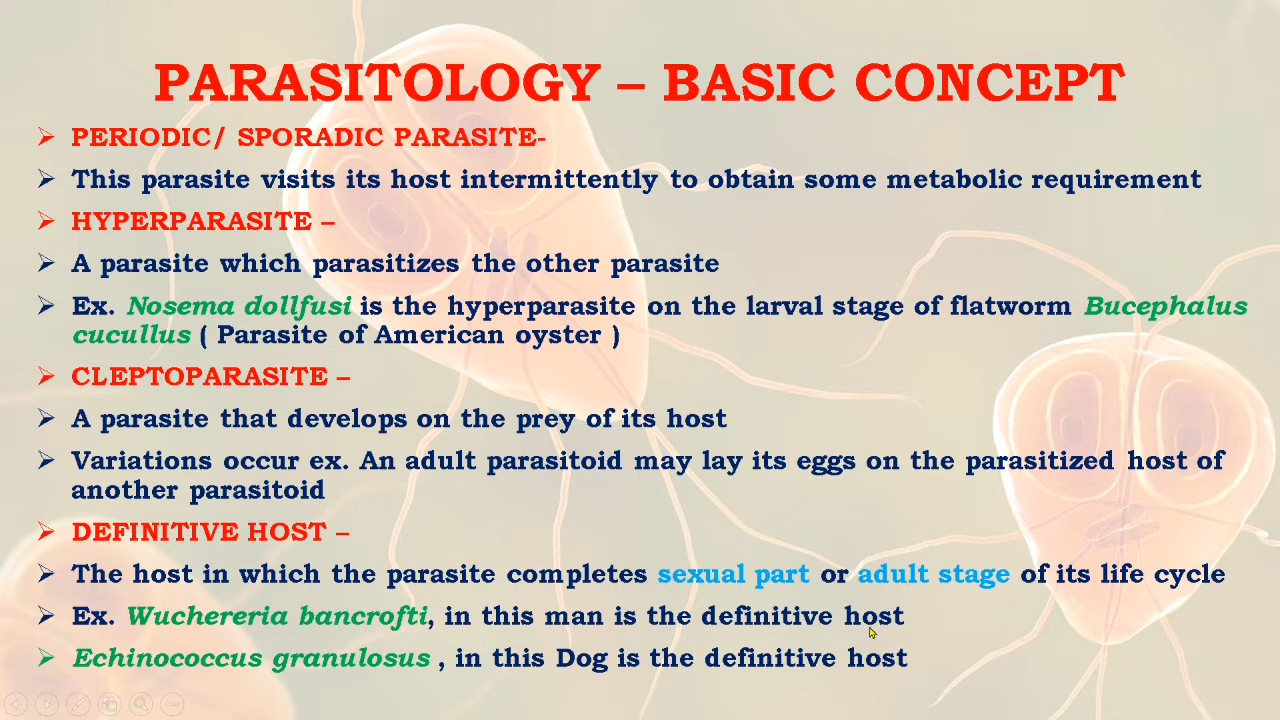 PARASITOLOGY – BASIC CONCEPT
➢ PERIODIC/ SPORADIC PARASITE-
➢ This parasite visits its host intermittently to obtain some metabolic requirement
➢ HYPERPARASITE –
➢ A parasite which parasitizes the other parasite
➢ Ex. Nosema dollfusi is the hyperparasite on the larval stage of flatworm Bucephalus
cucullus ( Parasite of American oyster )
➢ CLEPTOPARASITE –
➢ A parasite that develops on the prey of its host
➢ Variations occur ex. An adult parasitoid may lay its eggs on the parasitized host of
another parasitoid
➢ DEFINITIVE HOST –
➢ The host in which the parasite completes sexual part or adult stage of its life cycle
➢ Ex. Wuchereria bancrofti, in this man is the definitive host
➢ Echinococcus granulosus , in this Dog is the definitive host